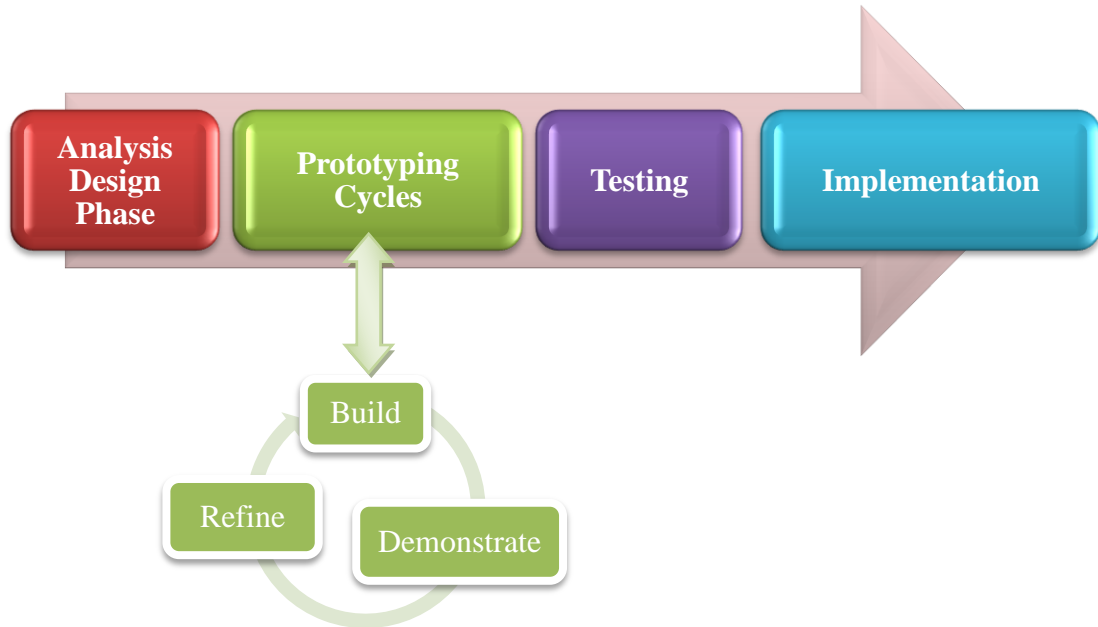 Analysis
Design
Phase
Prototyping
Cycles
Testing
Implementation
Build
Refine
Demonstrate